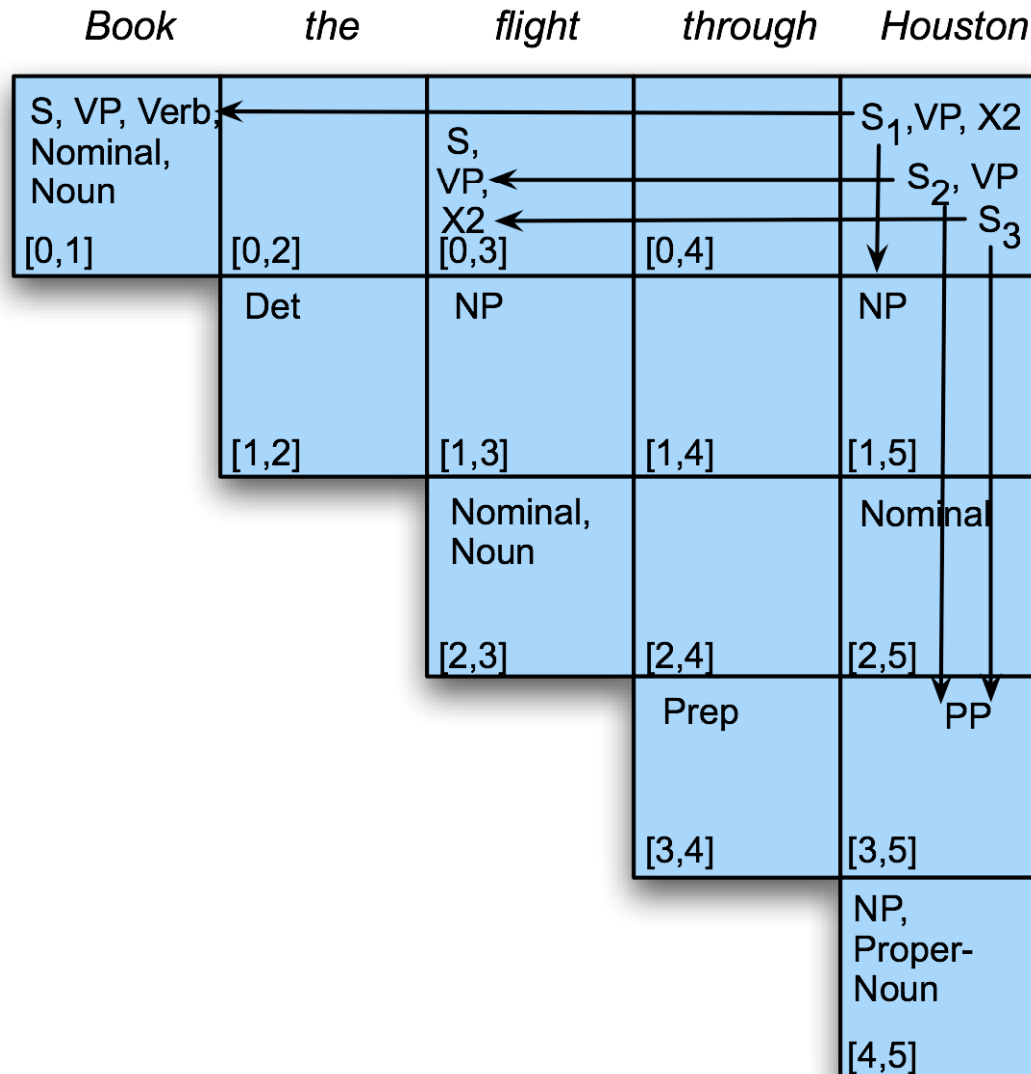 Book the flight through Houston
S, VP, Verb,
Nominal,
Noun
[0,1]
[0,2]
S,
VP,
X2
[0,3]
[0,4]
S1,VP, X2
S2, VP
S3
Det
[1,2]
NP
[1,3]
[1,4]
NP
[1,5]
Nominal,
Noun
[2,3]
[2,4]
Nominal
[2,5]
Prep
[3,4]
PP
[3,5]
NP,
Proper-
Noun
[4,5]